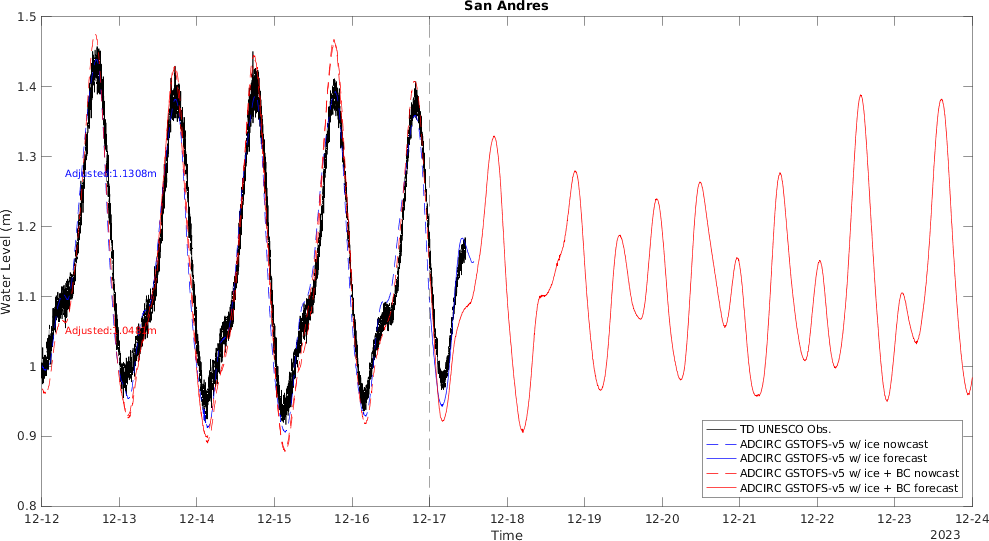 San Andres
Water Level (m)
1.5
1.4
1.3
1.2
1.1
1
0.9
0.8
Adjusted:1.1308m
12-12
12-13
12-14
12-15
12-16
12-17
12-18
12-19
12-20
12-21
12-22
12-23
12-24
Time
2023
TD UNESCO Obs.
ADCIRC GSTOFS-v5 w/ ice nowcast
ADCIRC GSTOFS-v5 w/ ice forecast
ADCIRC GSTOFS-v5 w/ ice + BC nowcast
ADCIRC GSTOFS-v5 w/ ice + BC forecast